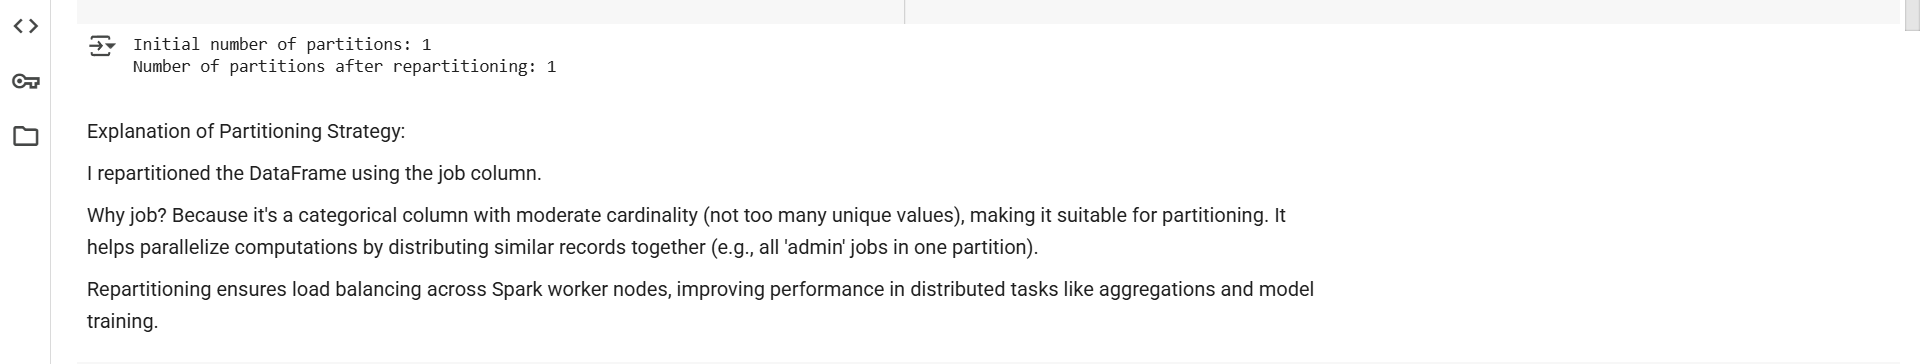 Initial number of partitions: 1
Number of partitions after repartitioning: 1
Explanation of Partitioning Strategy:
I repartitioned the DataFrame using the job column.
Why job? Because it's a categorical column with moderate cardinality (not too many unique values), making it suitable for partitioning. It
helps parallelize computations by distributing similar records together (e.g., all 'admin' jobs in one partition).
Repartitioning ensures load balancing across Spark worker nodes, improving performance in distributed tasks like aggregations and model
training.